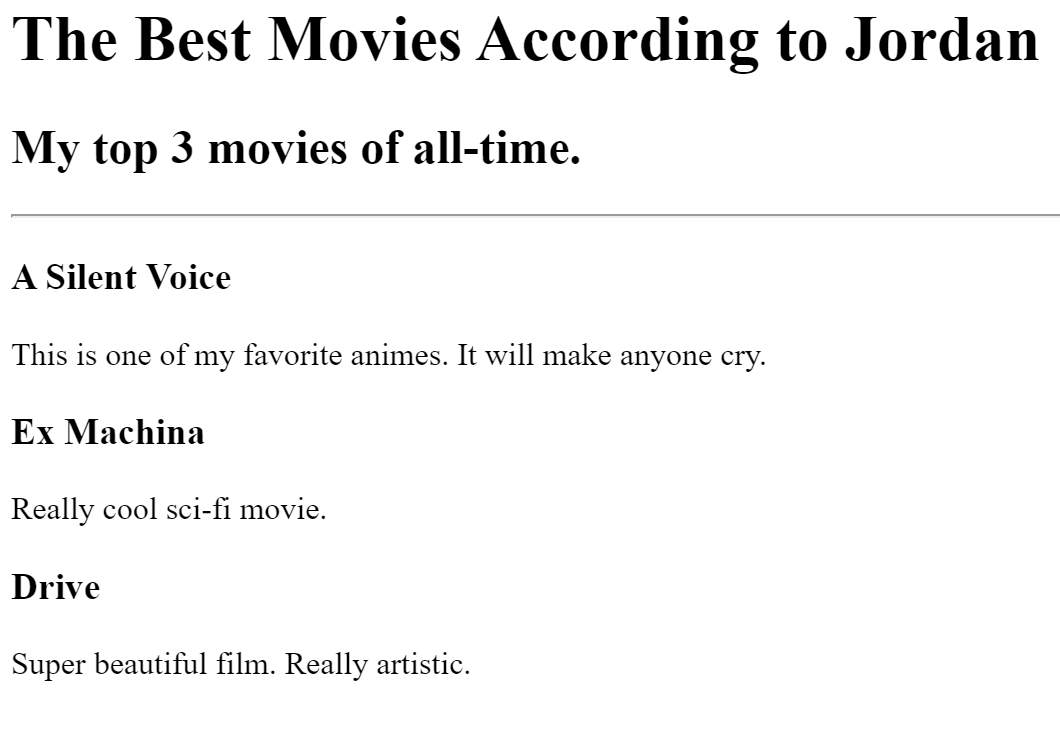 The Best Movies According to Jordan
My top 3 movies of all-time.
A Silent Voice
This is one of my favorite animes. It will make anyone cry.
Ex Machina
Really cool sci-fi movie.
Drive
Super beautiful film. Really artistic.